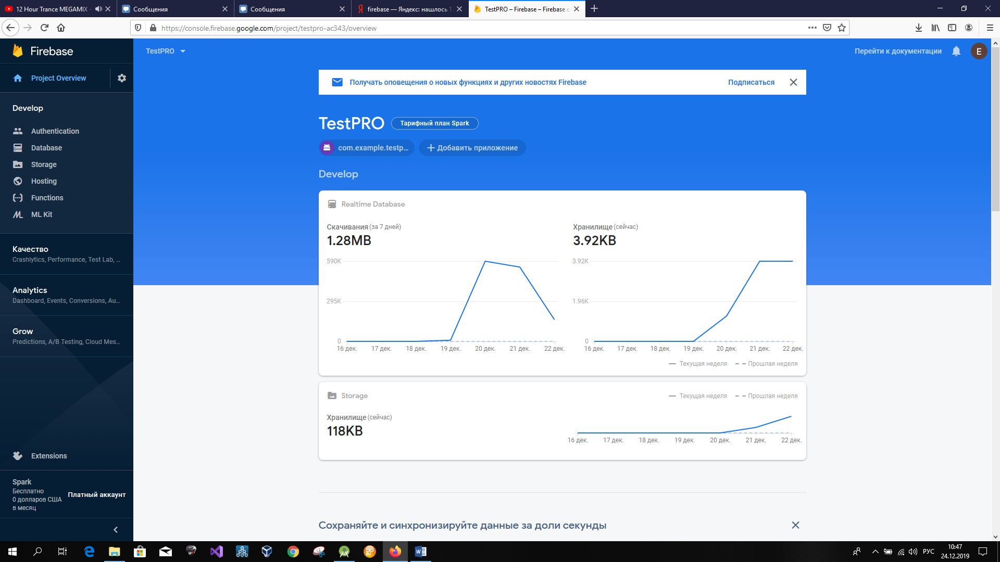 12 Hour Trance MEGAMIX -
Сообщения
Сообщения
firebase — Яндекс: нашлось 1
TestPRO – Firebase – Firebase c
https://console.firebase.google.com/project/testpro-ac343/overview
Firebase
TestPRO
Перейти к документации
E
Project Overview
Получать оповещения о новых функциях и других новостях Firebase
Подписаться
Develop
Authentication
Database
Storage
Hosting
Functions
ML Kit
Качество
Crashlytics, Performance, Test Lab, ...
Analytics
Dashboard, Events, Conversions, Au...
Grow
Predictions, A/B Testing, Cloud Mes...
Extensions
Spark
Бесплатно
0 долларов США
в месяц
Платный аккаунт
TestPRO
Тарифный план Spark
com.example.testp...
Добавить приложение
Develop
Realtime Database
Скачивания (за 7 дней)
1.28MB
590K
295K
0
16 дек. 17 дек. 18 дек. 19 дек. 20 дек. 21 дек. 22 дек.
Хранилище (сейчас)
3.92KB
3.92K
1.96K
0
16 дек. 17 дек. 18 дек. 19 дек. 20 дек. 21 дек. 22 дек.
Текущая неделя Прошлая неделя
Storage
Текущая неделя Прошлая неделя
Хранилище (сейчас)
118KB
16 дек. 17 дек. 18 дек. 19 дек. 20 дек. 21 дек. 22 дек.
Сохраняйте и синхронизируйте данные за доли секунды
РУС
10:47
24.12.2019